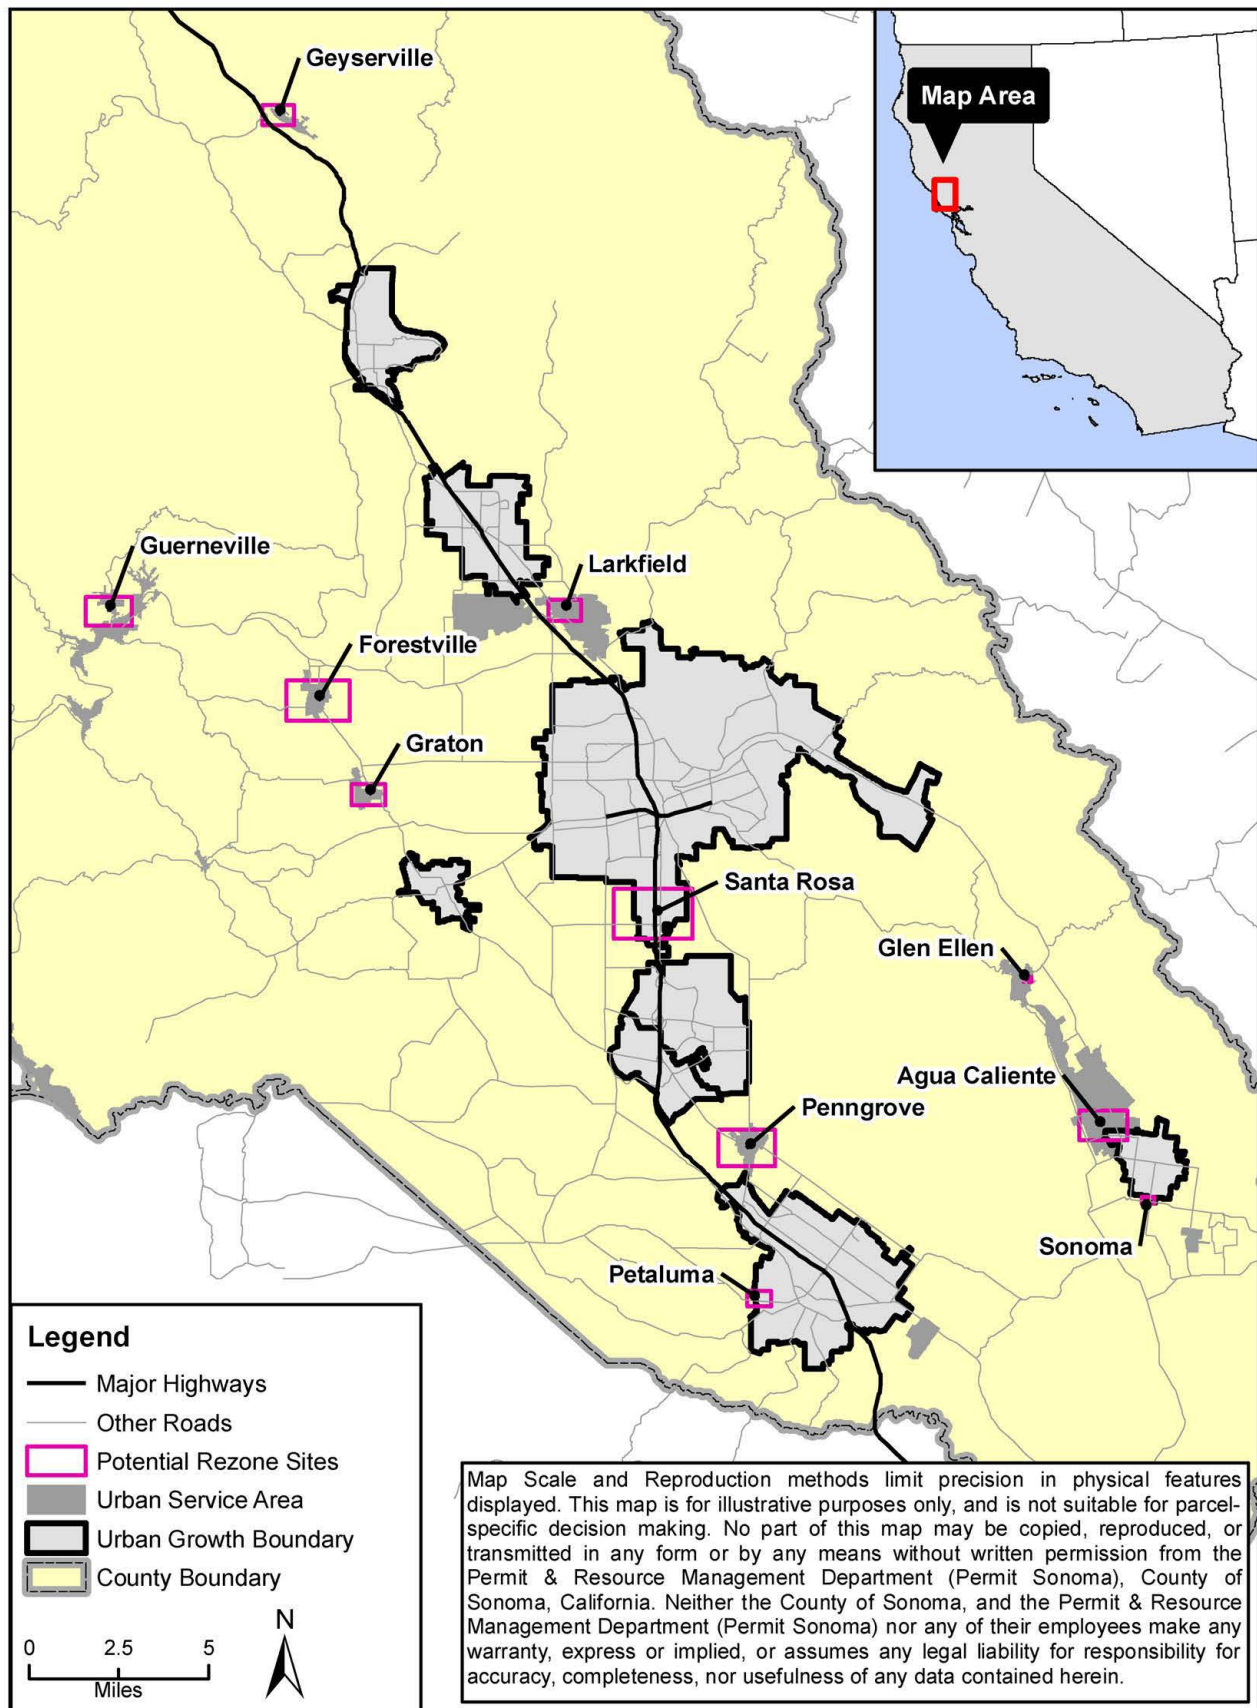 Geyserville
Map Area
Guerneville
Larkfield
Forestville
Graton
Santa Rosa
Glen Ellen
Agua Caliente
Penngrove
Sonoma
Petaluma
Legend
Major Highways
Other Roads
Potential Rezone Sites
Urban Service Area
Urban Growth Boundary
County Boundary
N
0 2.5 5
Miles
Map Scale and Reproduction methods limit precision in physical features
displayed. This map is for illustrative purposes only, and is not suitable for parcel-
specific decision making. No part of this map may be copied, reproduced, or
transmitted in any form or by any means without written permission from the
Permit & Resource Management Department (Permit Sonoma), County of
Sonoma, California. Neither the County of Sonoma, and the Permit & Resource
Management Department (Permit Sonoma) nor any of their employees make any
warranty, express or implied, or assumes any legal liability for responsibility for
accuracy, completeness, nor usefulness of any data contained herein.